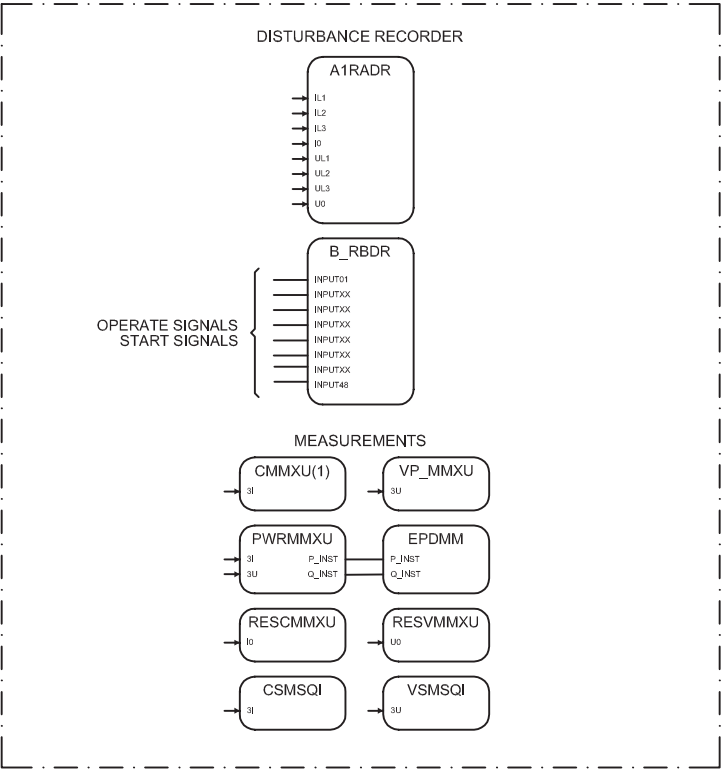 DISTURBANCE RECORDER
A1RADR
IL1
IL2
IL3
I0
UL1
UL2
UL3
U0
B_RBDR
INPUT01
INPUTXX
INPUTXX
INPUTXX
INPUTXX
INPUTXX
INPUTXX
INPUT48
OPERATE SIGNALS
START SIGNALS
MEASUREMENTS
CMMXU(1)
3I
VP_MMXU
3U
PWRMMXU
3I P_INST
3U Q_INST
EPDMM
P_INST
Q_INST
RESCMMXU
I0
RESVMMXU
U0
CSMSQI
3I
VSMSQI
3U